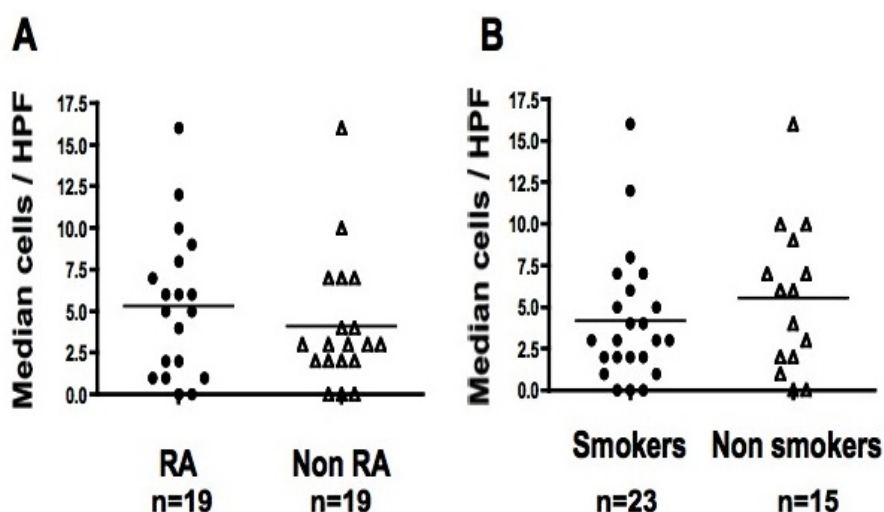 A
Median cells / HPF
17.5
15.0
12.5
10.0
7.5
5.0
2.5
0.0
RA
n=19
Non RA
n=19
B
Median cells / HPF
17.5
15.0
12.5
10.0
7.5
5.0
2.5
0.0
Smokers
n=23
Non smokers
n=15